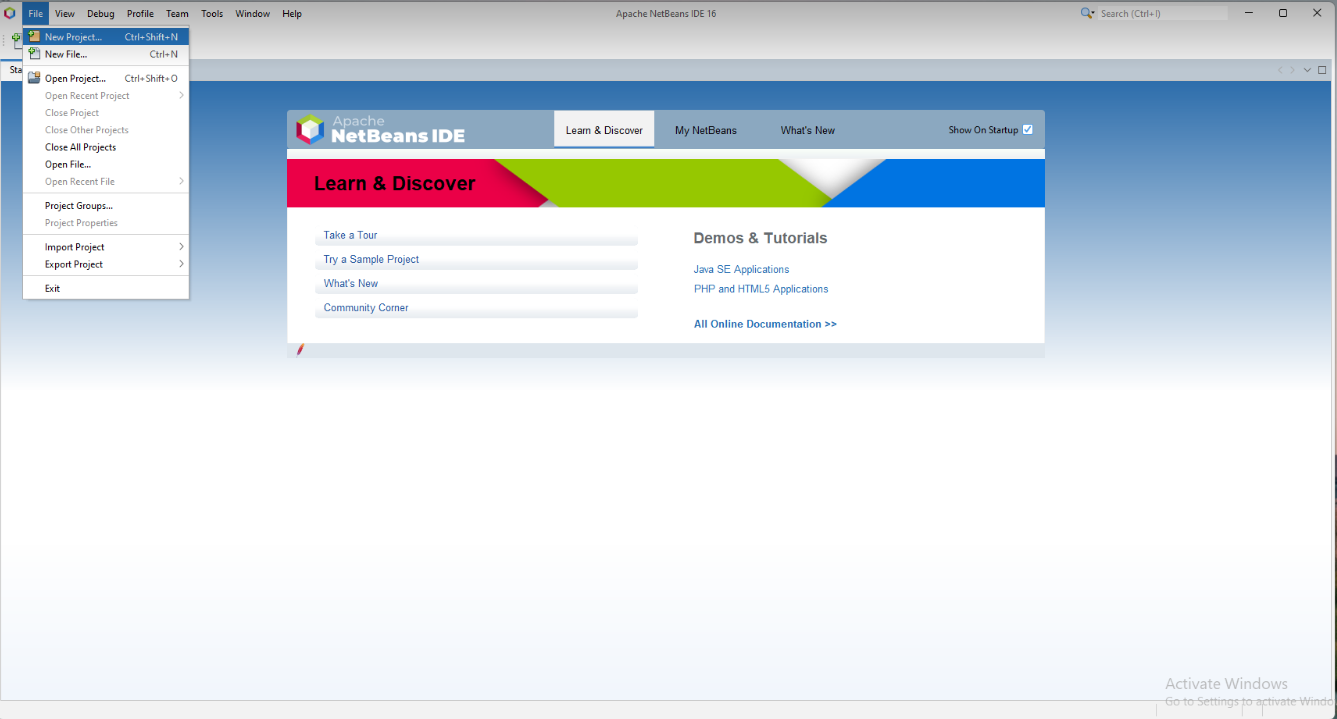 File View Debug Profile Team Tools Window Help Apache NetBeans IDE 16 Search (Ctrl+I)
New Project... Ctrl+Shift+N
New File... Ctrl+N
Sta
Open Project... Ctrl+Shift+O
Open Recent Project
Close Project
Close Other Projects
Close All Projects
Open File...
Open Recent File
Project Groups...
Project Properties
Import Project
Export Project
Exit
Apache
NetBeans IDE
Learn & Discover My NetBeans What's New Show On Startup
Learn & Discover
Take a Tour
Try a Sample Project
What's New
Community Corner
Demos & Tutorials
Java SE Applications
PHP and HTML5 Applications
All Online Documentation >>
Activate Windows
Go to Settings to activate Windo